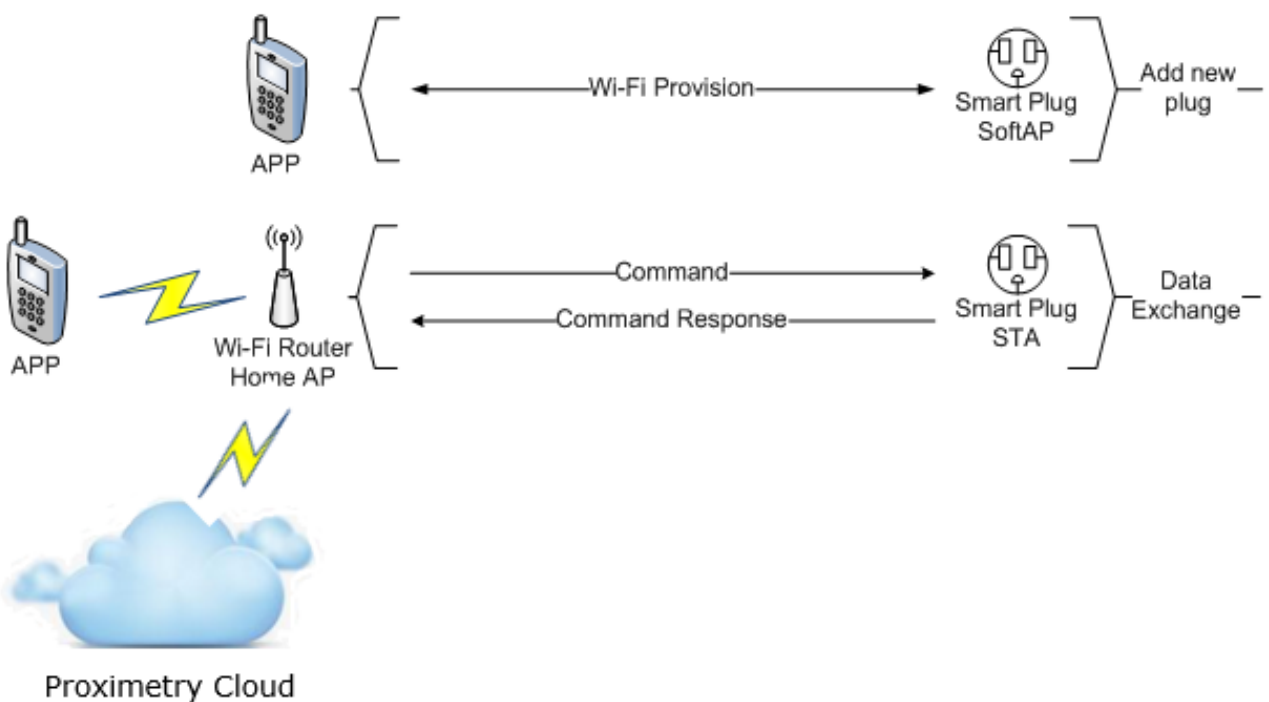 Wi-Fi Provision
Smart Plug
SoftAP
Add new
plug
APP
Command
Command Response
Smart Plug
STA
Data
Exchange
APP
Wi-Fi Router
Home AP
Proximetry Cloud